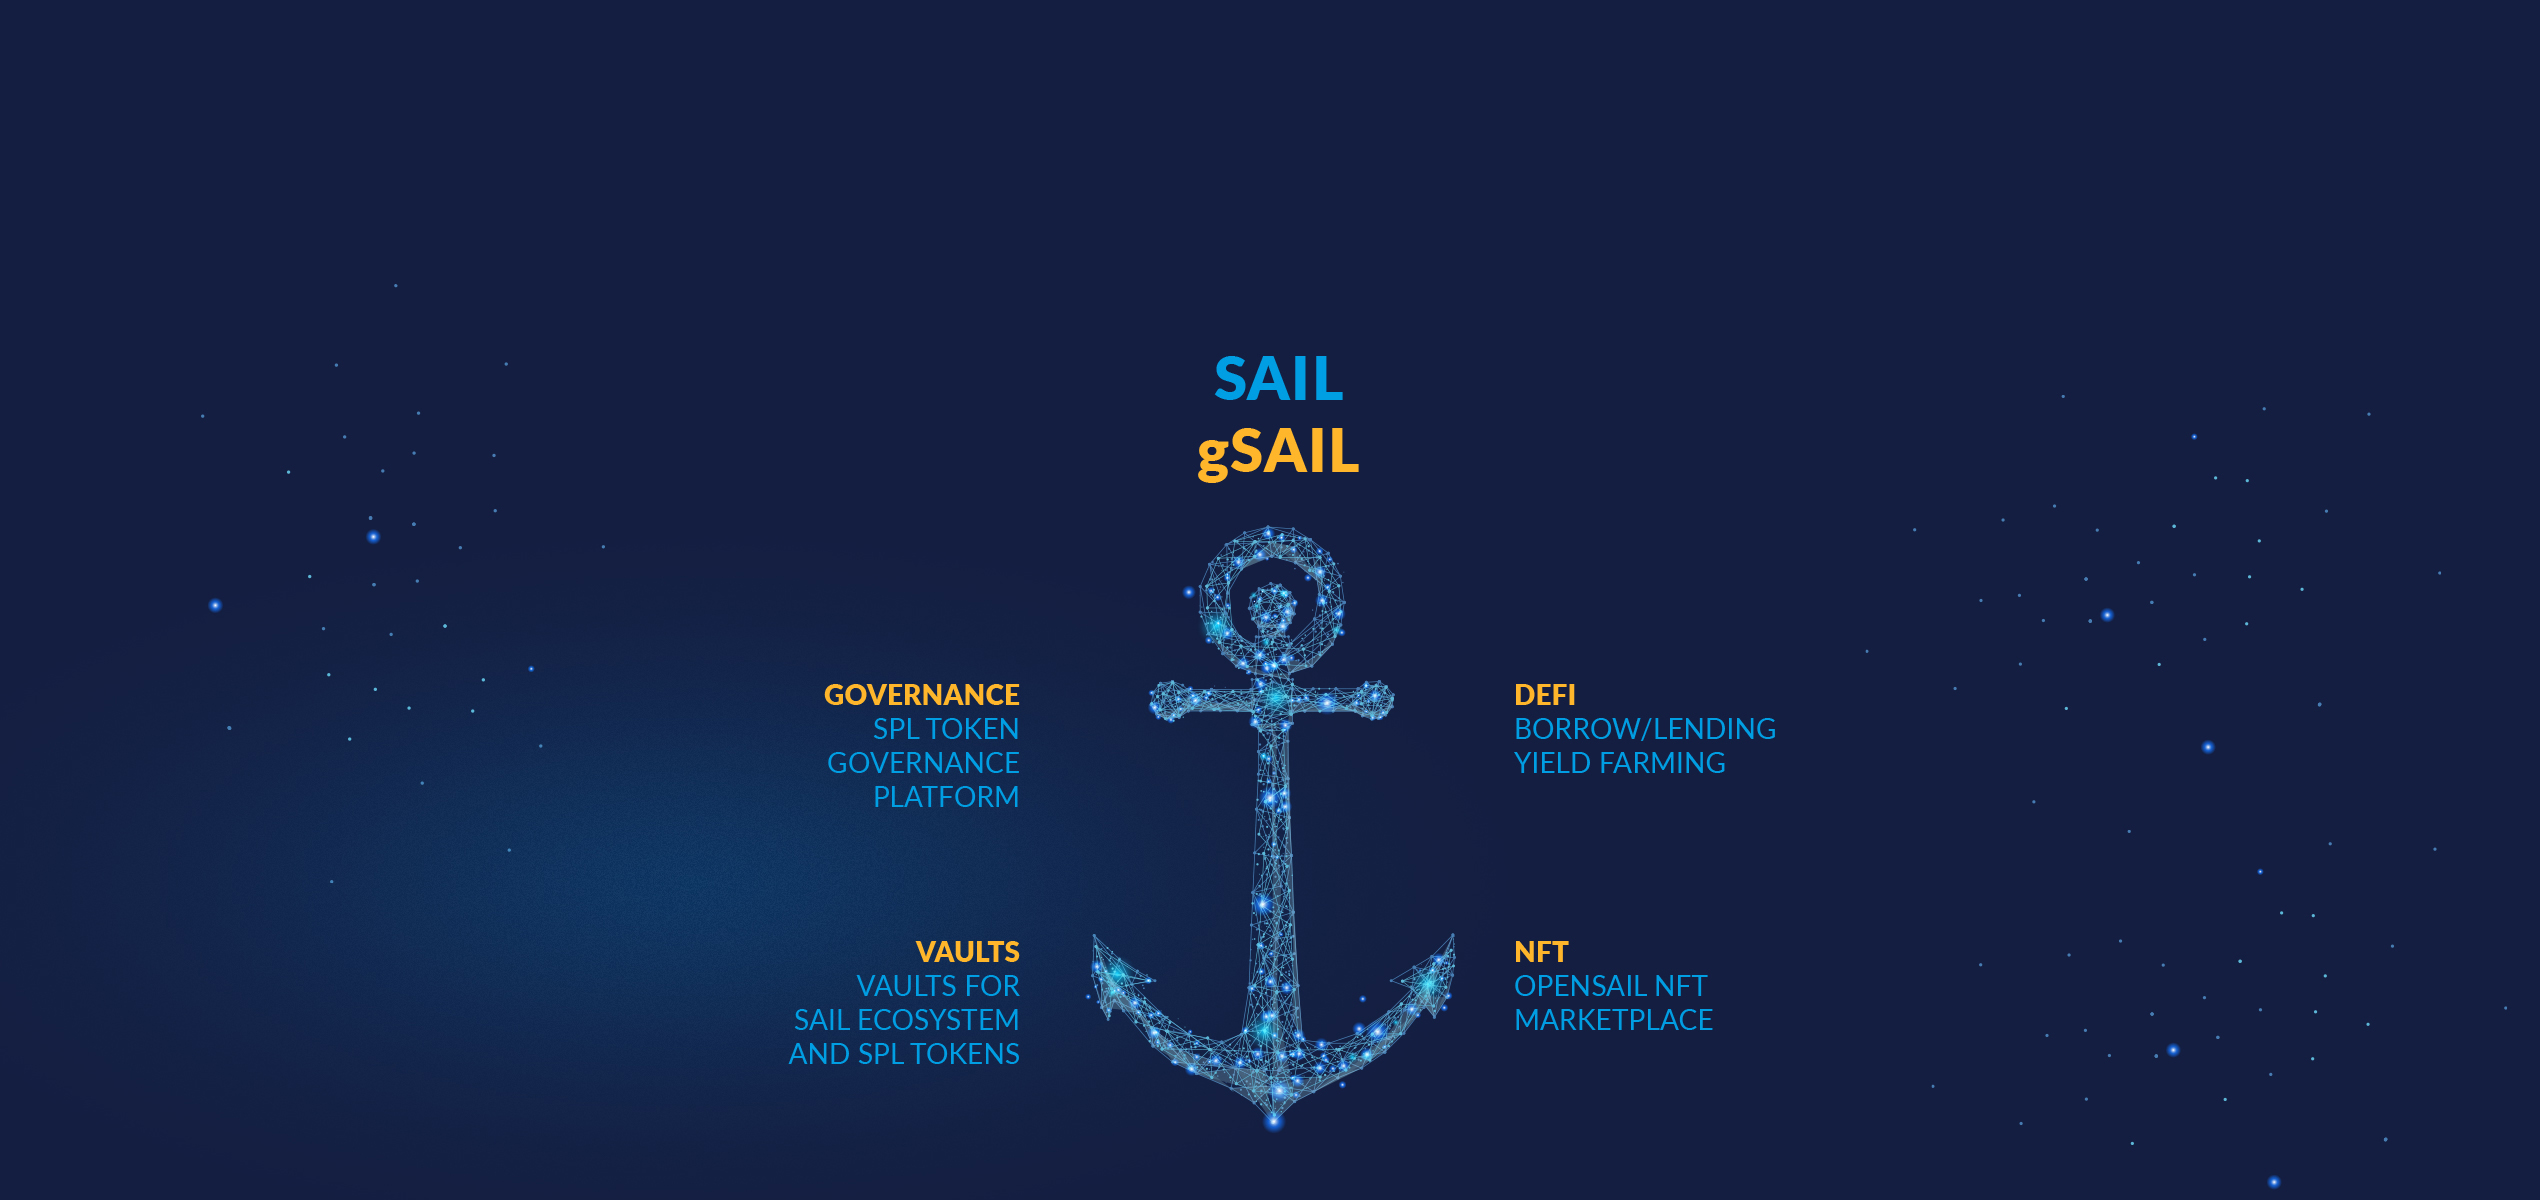 SAIL
gSAIL
GOVERNANCE
SPL TOKEN
GOVERNANCE
PLATFORM
DEFI
BORROW/LENDING
YIELD FARMING
VAULTS
VAULTS FOR
SAIL ECOSYSTEM
AND SPL TOKENS
NFT
OPENSAIL NFT
MARKETPLACE